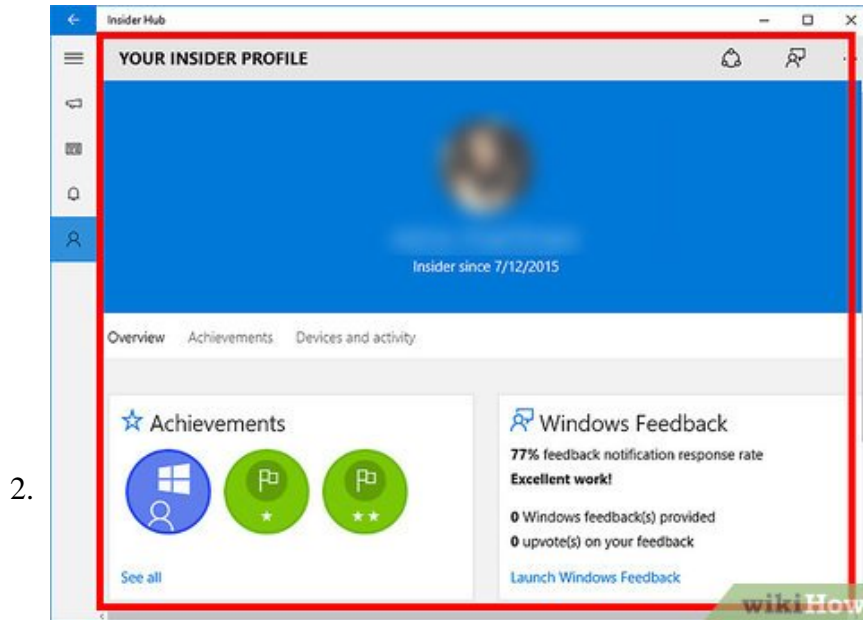 Insider Hub
YOUR INSIDER PROFILE
Insider since 7/12/2015
Overview Achievements Devices and activity
Achievements
See all
Windows Feedback
77% feedback notification response rate
Excellent work!
0 Windows feedback(s) provided
0 upvote(s) on your feedback
Launch Windows Feedback
2.
wikiHow